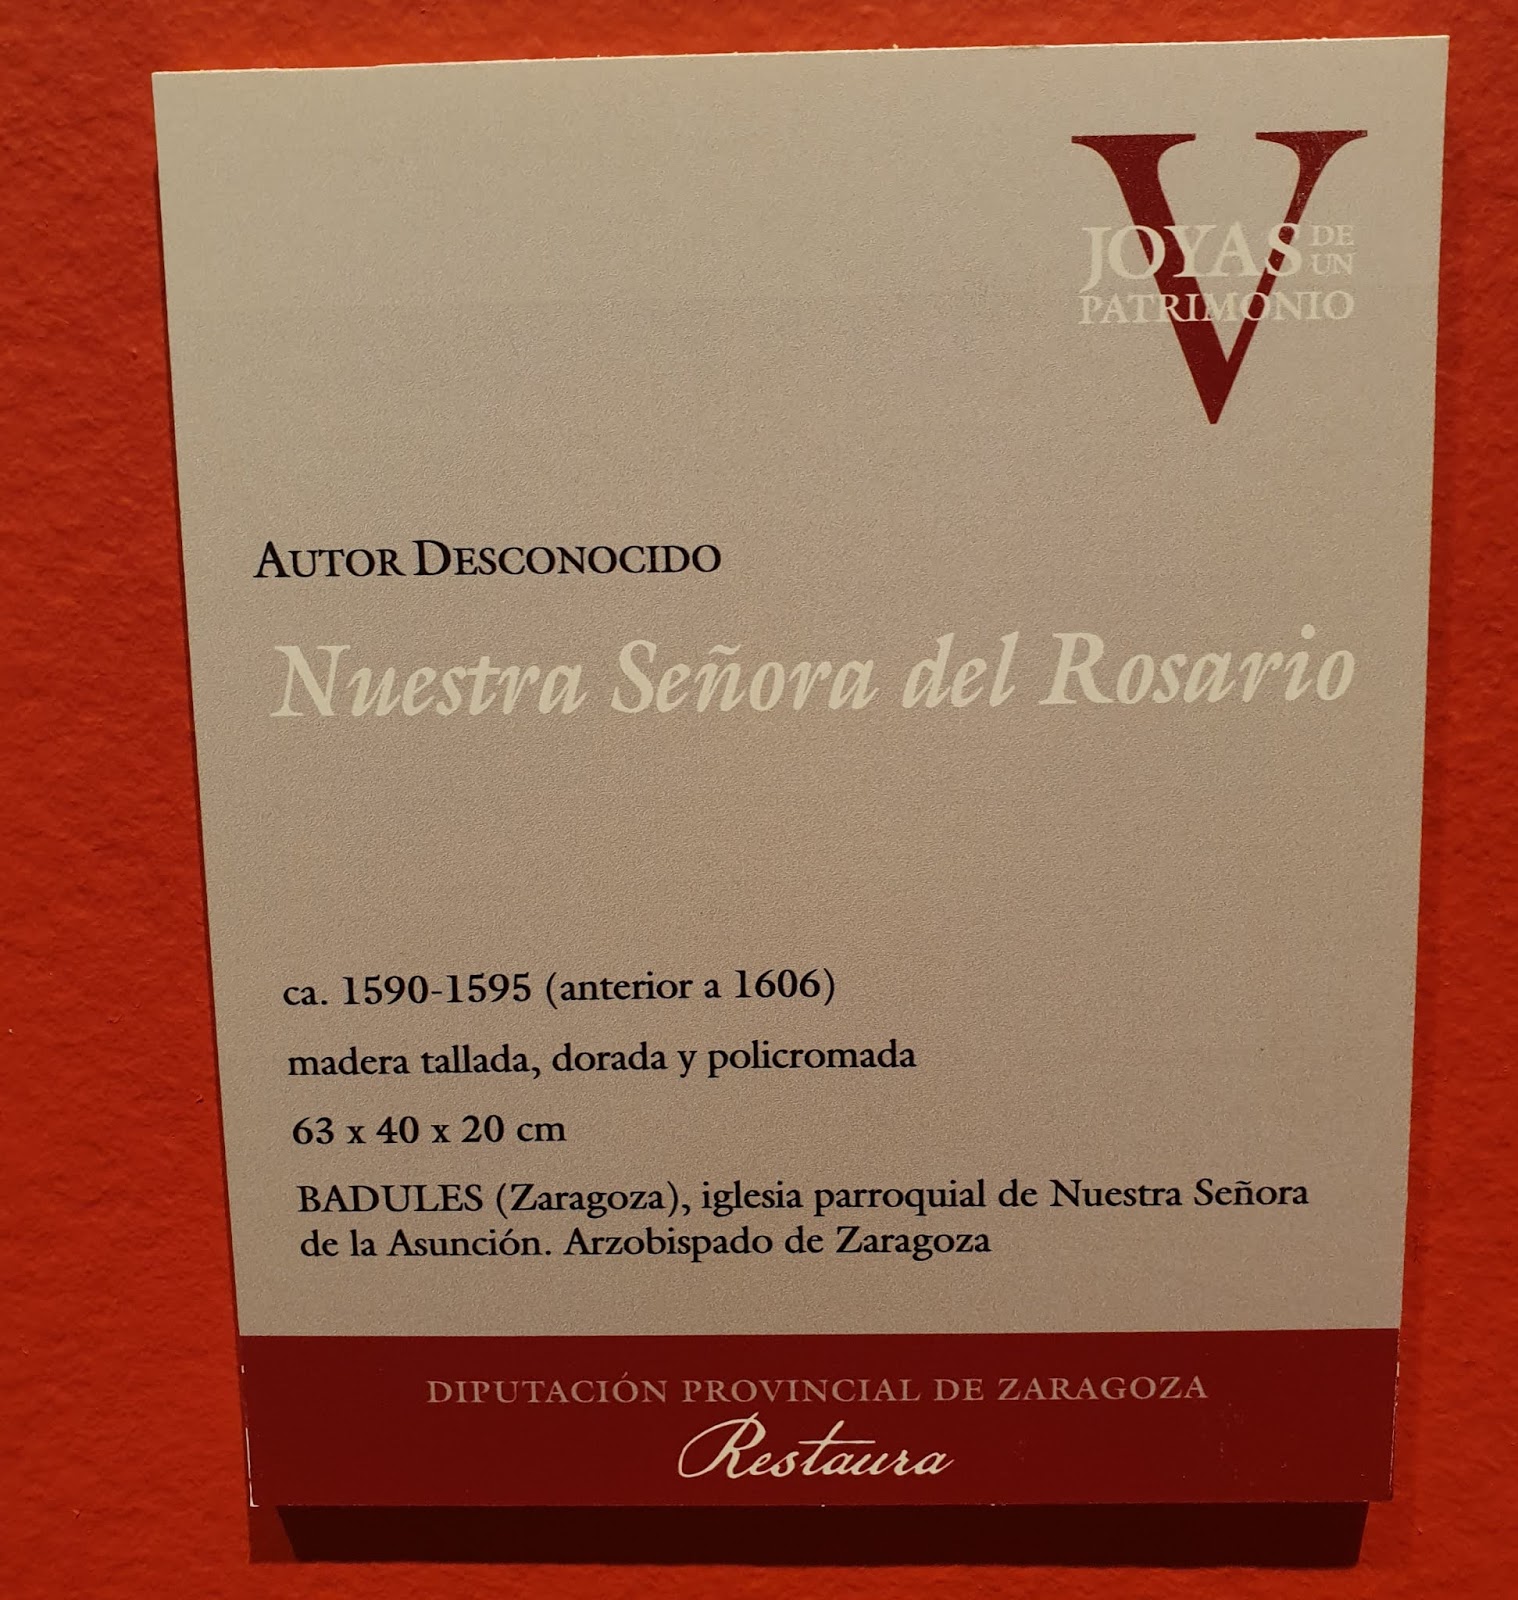 V
JOYAS DE UN
PATRIMONIO
AUTOR DESCONOCIDO
Nuestra Señora del Rosario
ca. 1590-1595 (anterior a 1606)
madera tallada, dorada y policromada
63 x 40 x 20 cm
BADULES (Zaragoza), iglesia parroquial de Nuestra Señora
de la Asunción. Arzobispado de Zaragoza
DIPUTACIÓN PROVINCIAL DE ZARAGOZA
Restaura